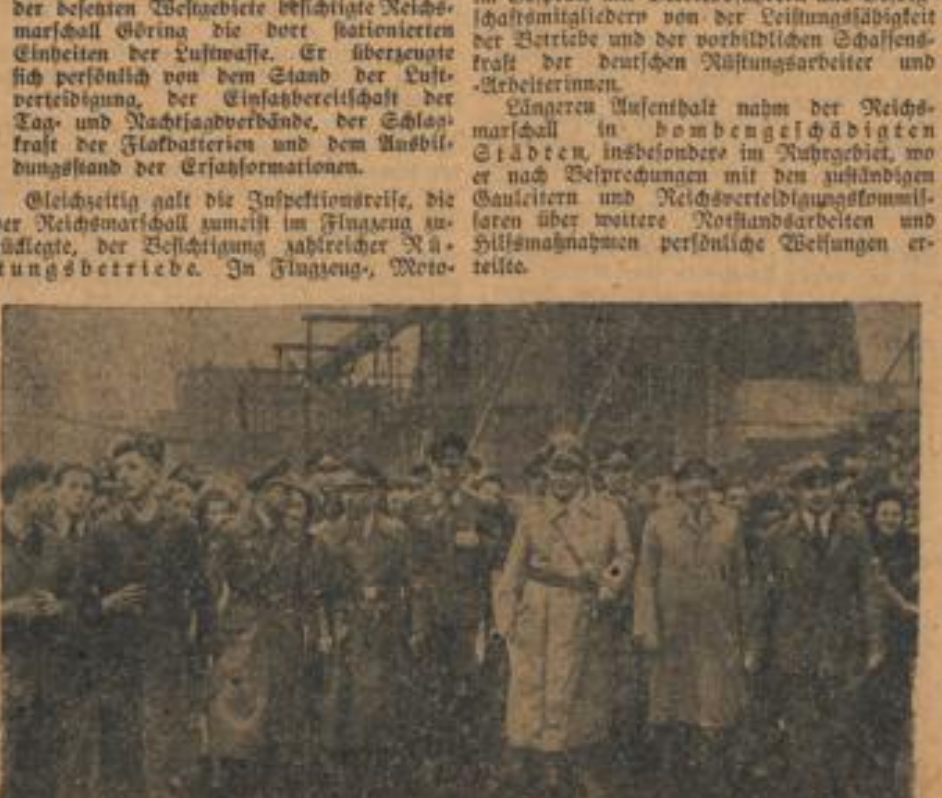 der besetzten Westgebiete besichtigte Reichs-
marschall Göring die dort stationierten
Einheiten der Luftwaffe. Er überzeugte
sich persönlich von dem Stand der Luft-
verteidigung, der Einsatzbereitschaft der
Tag- und Nachtjagdverbände, der Schlag-
kraft der Flakbatterien und dem Ausbil-
dungsstand der Ersatzformationen.
Gleichzeitig galt die Inspektionsreise, die
er Reichsmarschall zumeist im Flugzeug zu-
ücklegte, der Besichtigung zahlreicher Rü-
tungsbetriebe. In Flugzeug-, Moto-
schaftsmitgliedern von der Leistungsfähigkeit
der Betriebe und der vorbildlichen Schaffens-
kraft der deutschen Rüstungsarbeiter und
-Arbeiterinnen.
Längeren Aufenthalt nahm der Reichs-
marschall in bombengeschädigten
Städten, insbesondere im Ruhrgebiet, wo
er nach Besprechungen mit den zuständigen
Gauleitern und Reichsverteidigungskommis-
saren über weitere Notstandsarbeiten und
Hilfsmaßnahmen persönliche Weisungen er-
teilte.